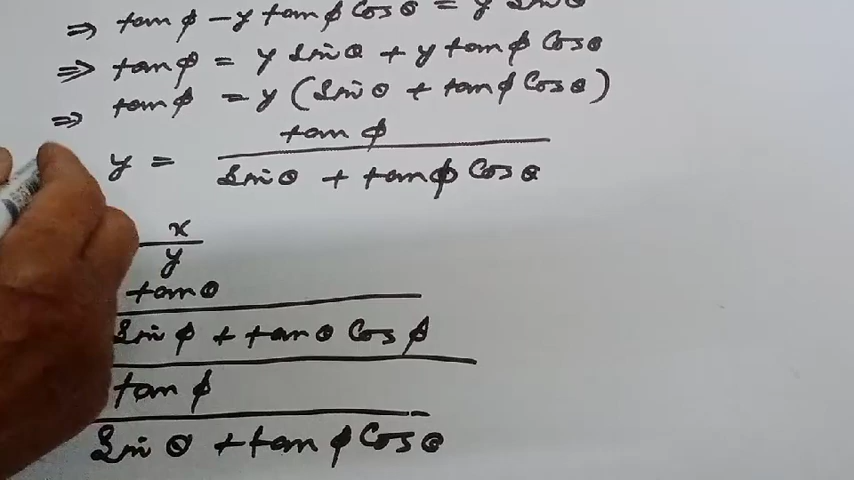 ⇒ tan φ - y tan φ Cos θ = y Sin θ
⇒ tan φ = y Sin θ + y tan φ Cos θ
⇒ tan φ = y (Sin θ + tan φ Cos θ)
tan φ
y =
Sin θ + tan φ Cos θ
x
y
tan θ
Sin φ + tan θ Cos φ
tan φ
Sin θ + tan φ Cos θ